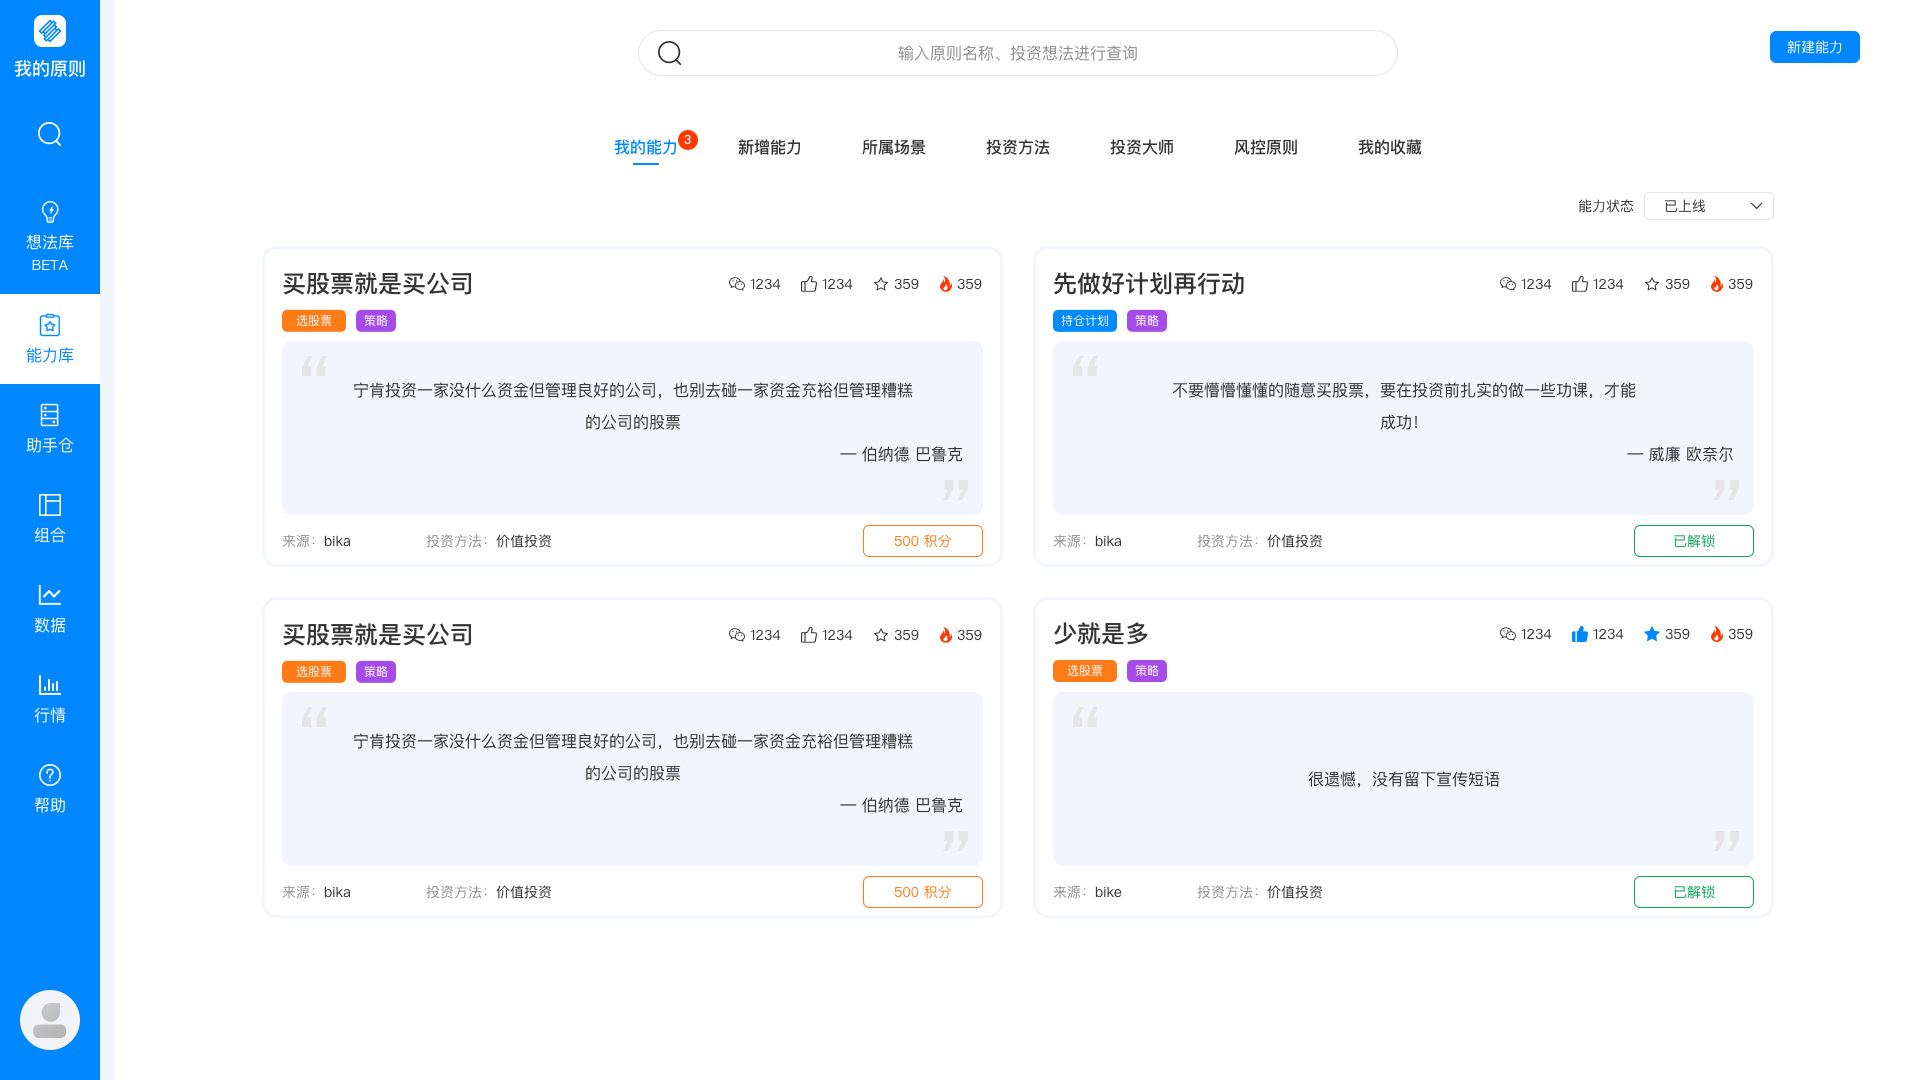 我的原则
想法库
BETA
能力库
助手仓
组合
数据
行情
帮助
输入原则名称、投资想法进行查询
新建能力
我的能力 3 新增能力 所属场景 投资方法 投资大师 风控原则 我的收藏
能力状态 已上线
买股票就是买公司 1234 1234 359 359
选股票 策略
宁肯投资一家没什么资金但管理良好的公司，也别去碰一家资金充裕但管理糟糕
的公司的股票
— 伯纳德 巴鲁克
来源： bika 投资方法： 价值投资 500 积分
先做好计划再行动 1234 1234 359 359
持仓计划 策略
不要懵懵懂懂的随意买股票，要在投资前扎实的做一些功课，才能
成功！
— 威廉 欧奈尔
来源： bika 投资方法： 价值投资 已解锁
买股票就是买公司 1234 1234 359 359
选股票 策略
宁肯投资一家没什么资金但管理良好的公司，也别去碰一家资金充裕但管理糟糕
的公司的股票
— 伯纳德 巴鲁克
来源： bika 投资方法： 价值投资 500 积分
少就是多 1234 1234 359 359
选股票 策略
很遗憾，没有留下宣传短语
来源： bike 投资方法： 价值投资 已解锁